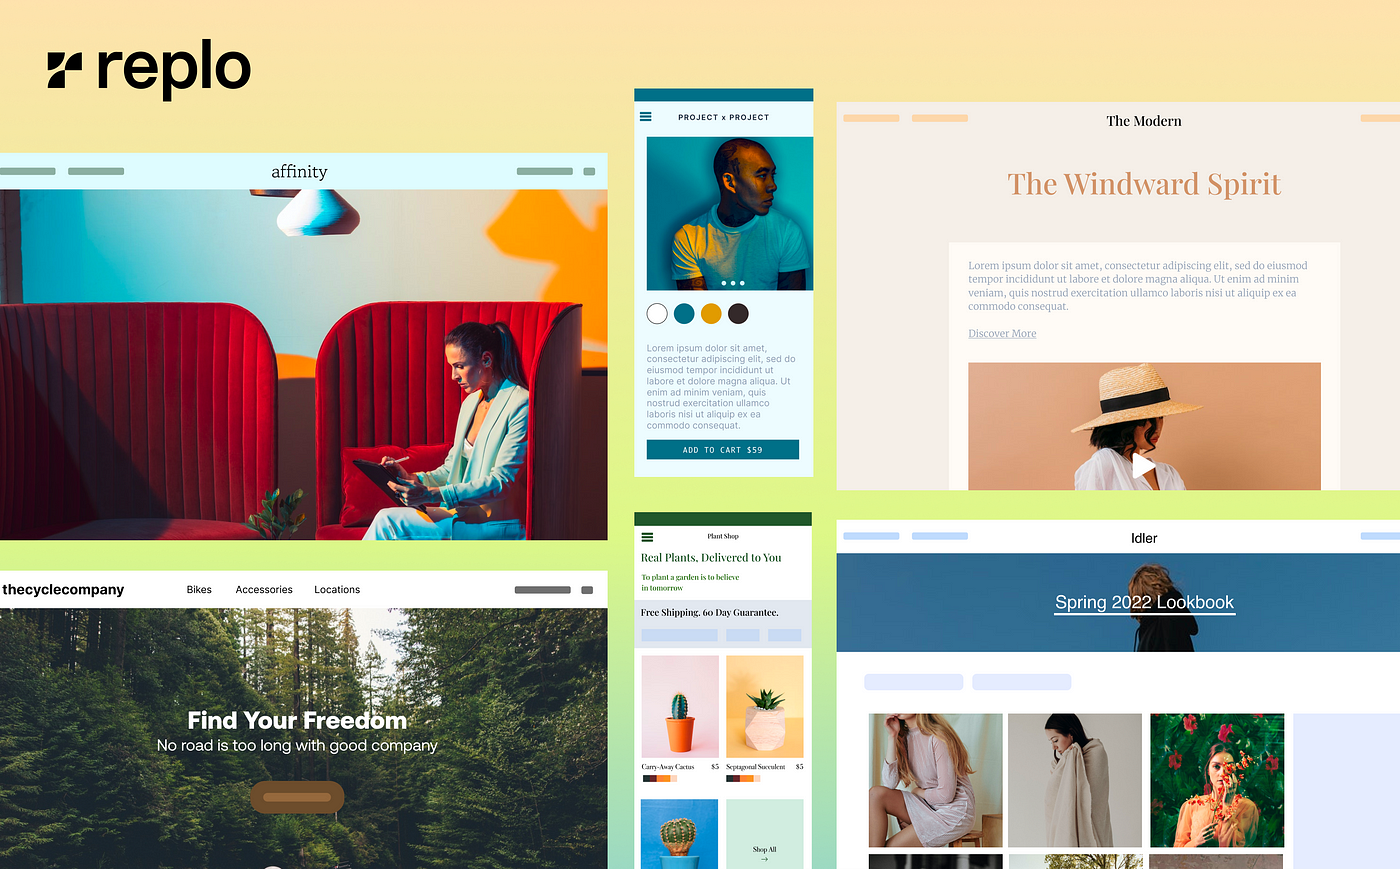 replo
affinity
PROJECT x PROJECT
Lorem ipsum dolor sit amet,
consectetur adipiscing elit, sed do
eiusmod tempor incididunt ut
labore et dolore magna aliqua. Ut
enim ad minim veniam, quis
nostrud exercitation ullamco
laboris nisi ut aliquip ex ea
commodo consequat.
ADD TO CART $59
The Modern
The Windward Spirit
Lorem ipsum dolor sit amet, consectetur adipiscing elit, sed do eiusmod
tempor incididunt ut labore et dolore magna aliqua. Ut enim ad minim
veniam, quis nostrud exercitation ullamco laboris nisi ut aliquip ex ea
commodo consequat.
Discover More
thecyclecompany Bikes Accessories Locations
Find Your Freedom
No road is too long with good company
Plant Shop
Real Plants, Delivered to You
To plant a garden is to believe
in tomorrow
Free Shipping. 60 Day Guarantee.
Carry-Away Cactus $5
Septagonal Succulent $5
Shop All
Idler
Spring 2022 Lookbook